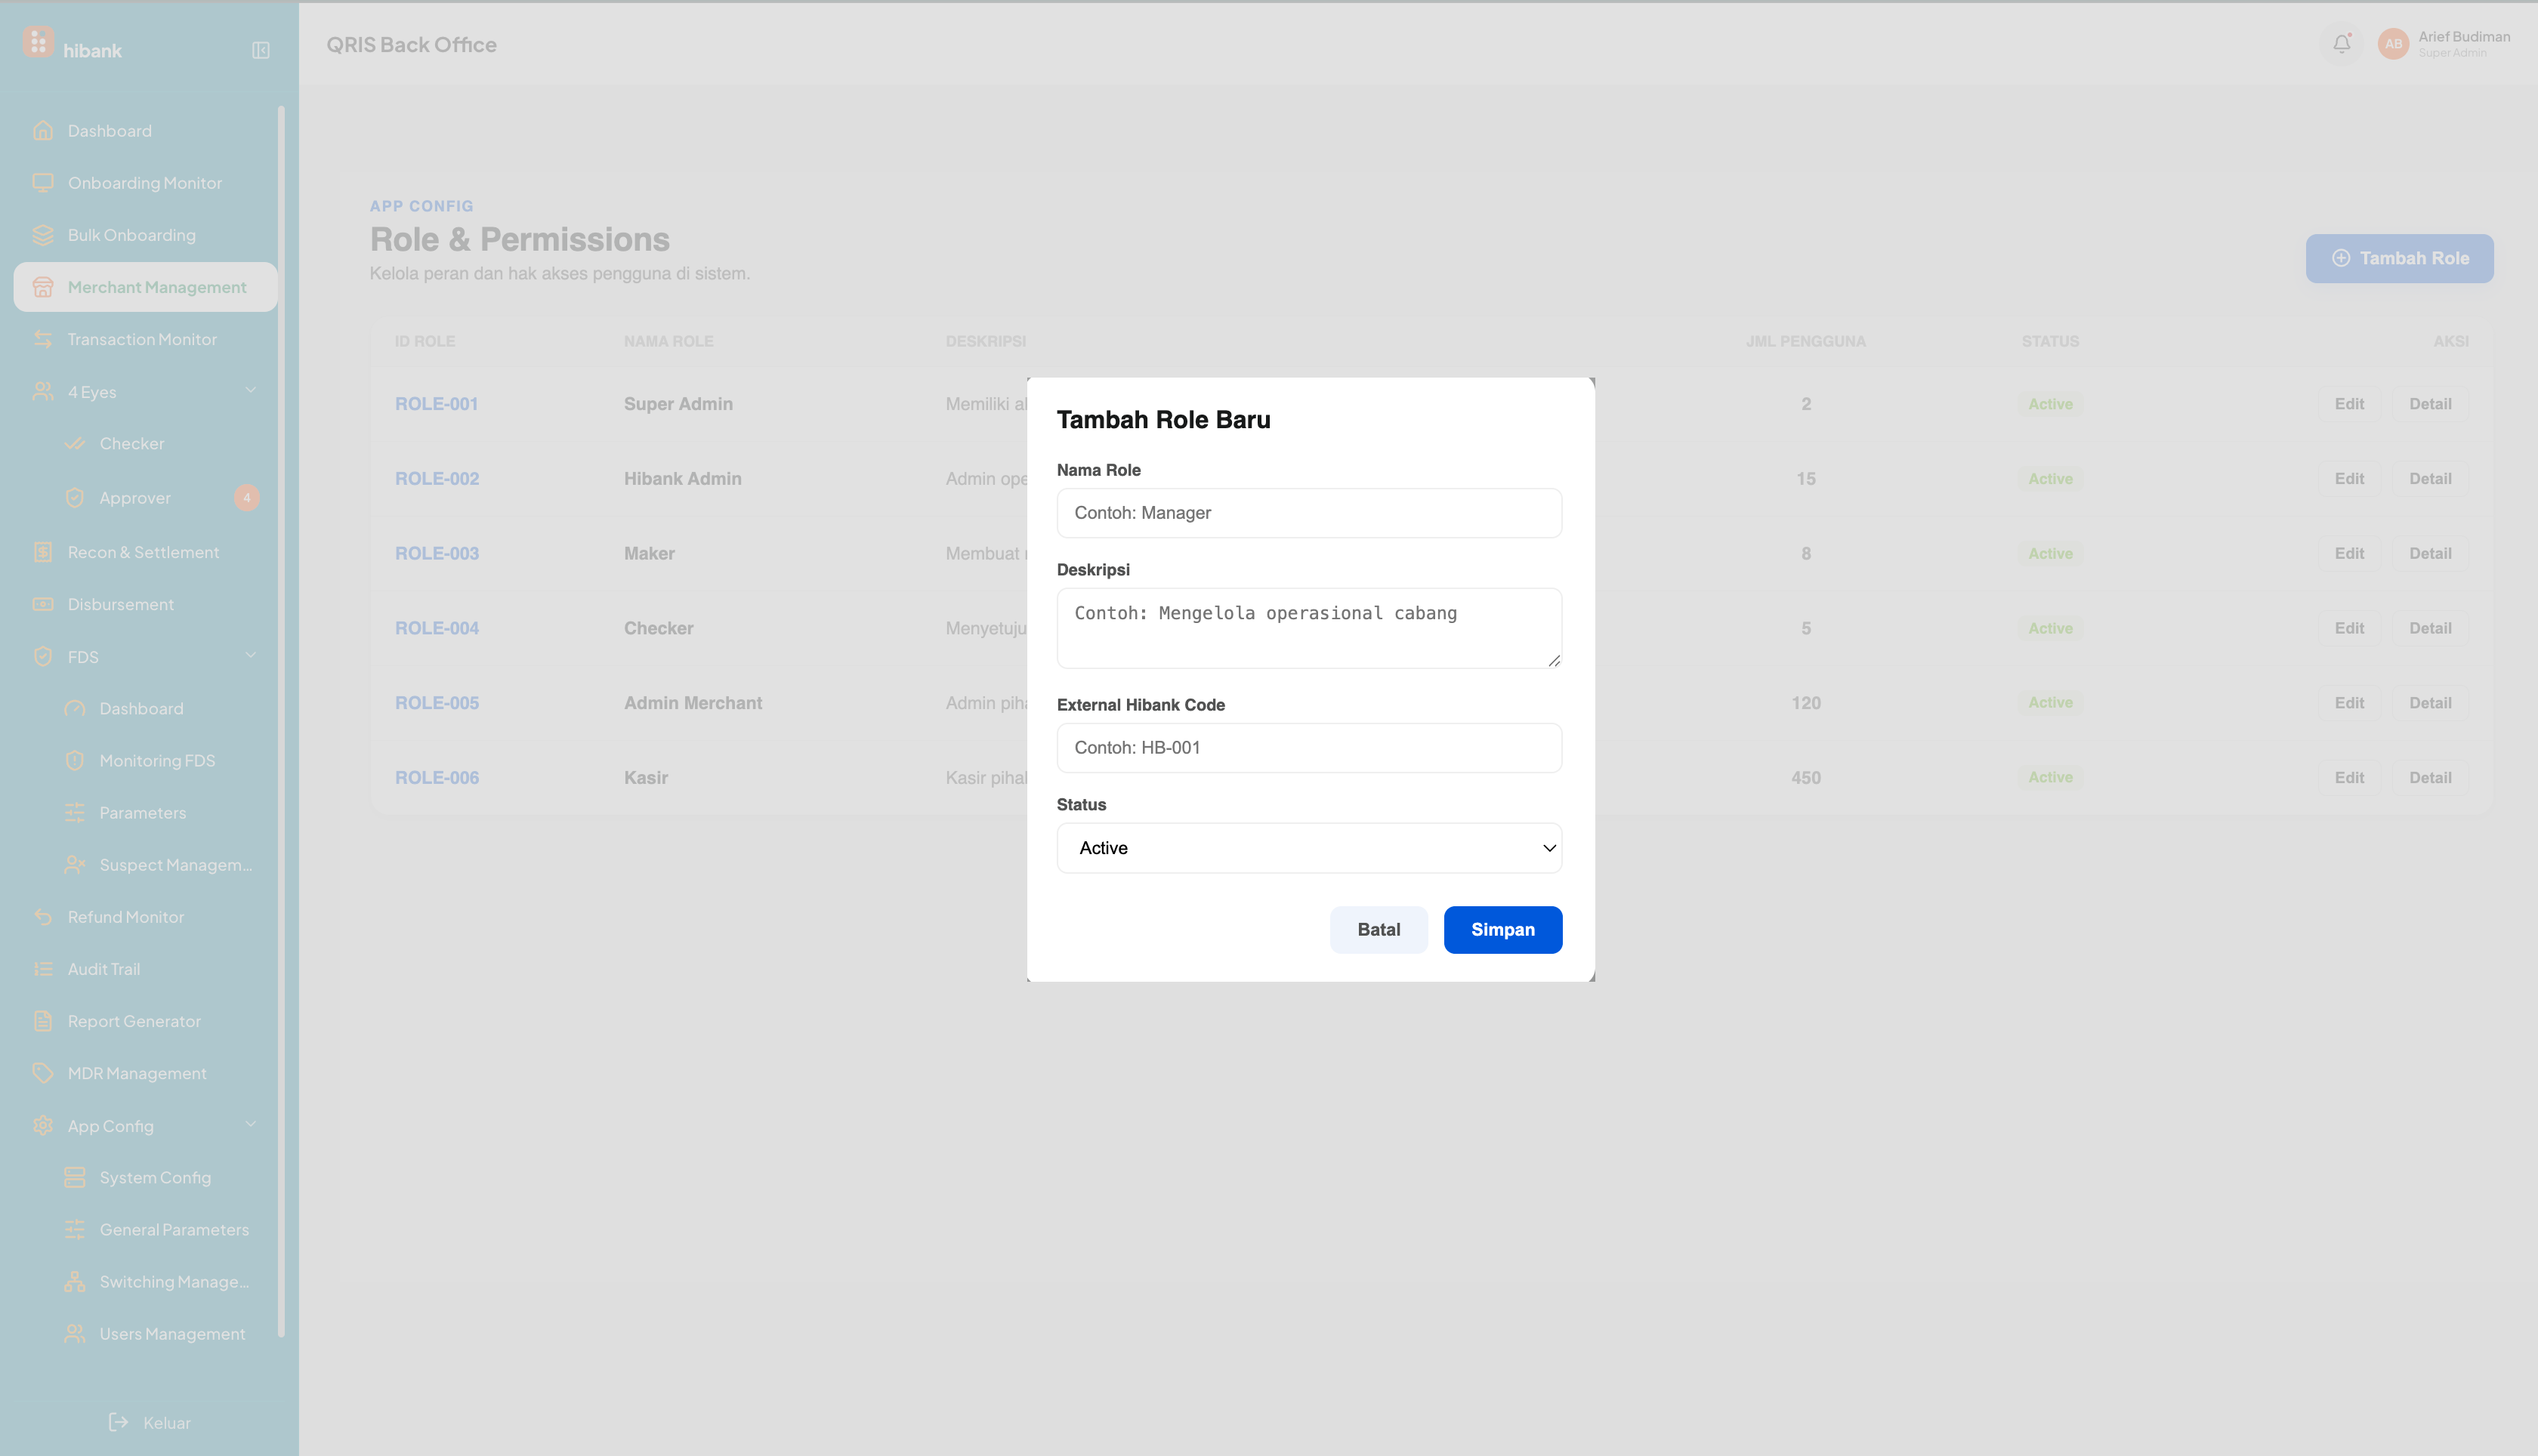 hibank
QRIS Back Office
AB
Arief Budiman
Super Admin
Dashboard
Onboarding Monitor
Bulk Onboarding
Merchant Management
Transaction Monitor
4 Eyes
Checker
Approver
4
Recon & Settlement
Disbursement
FDS
Dashboard
Monitoring FDS
Parameters
Suspect Managem...
Refund Monitor
Audit Trail
Report Generator
MDR Management
App Config
System Config
General Parameters
Switching Manage...
Users Management
Keluar
APP CONFIG
Role & Permissions
Kelola peran dan hak akses pengguna di sistem.
Tambah Role
ID ROLE NAMA ROLE DESKRIPSI JML PENGGUNA STATUS AKSI
ROLE-001 Super Admin Memiliki 2 Active Edit Detail
ROLE-002 Hibank Admin Admin 15 Active Edit Detail
ROLE-003 Maker Membuat 8 Active Edit Detail
ROLE-004 Checker Menyetuju 5 Active Edit Detail
ROLE-005 Admin Merchant Admin 120 Active Edit Detail
ROLE-006 Kasir Kasir 450 Active Edit Detail
Tambah Role Baru
Nama Role
Contoh: Manager
Deskripsi
Contoh: Mengelola operasional cabang
External Hibank Code
Contoh: HB-001
Status
Active
Batal
Simpan